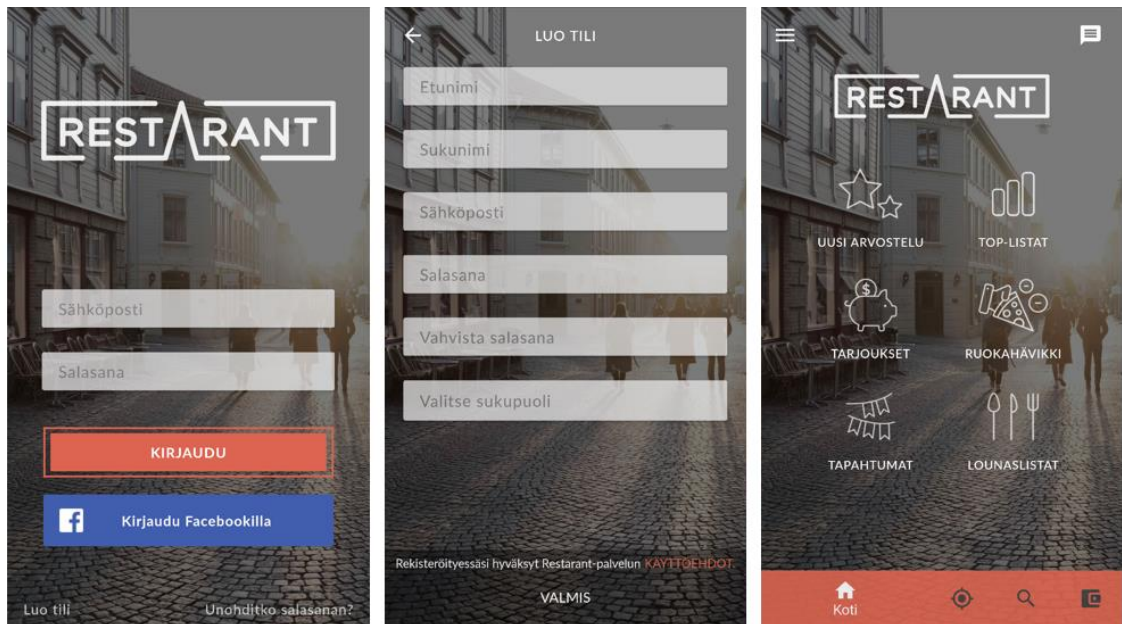 RESTARANT
Sähköposti
Salasana
KIRJAUDU
Kirjaudu Facebookilla
Luo tili
Unohditko salasanan?
LUO TILI
Etunimi
Sukunimi
Sähköposti
Salasana
Vahvista salasana
Valitse sukupuoli
Rekisteröityessäsi hyväksyt Restarant-palvelun KÄYTTÖEHDOT.
VALMIS
RESTARANT
UUSI ARVOSTELU
TOP-LISTAT
TARJOUKSET
RUOKAHÄVIKKI
TAPAHTUMAT
LOUNASLISTAT
Koti